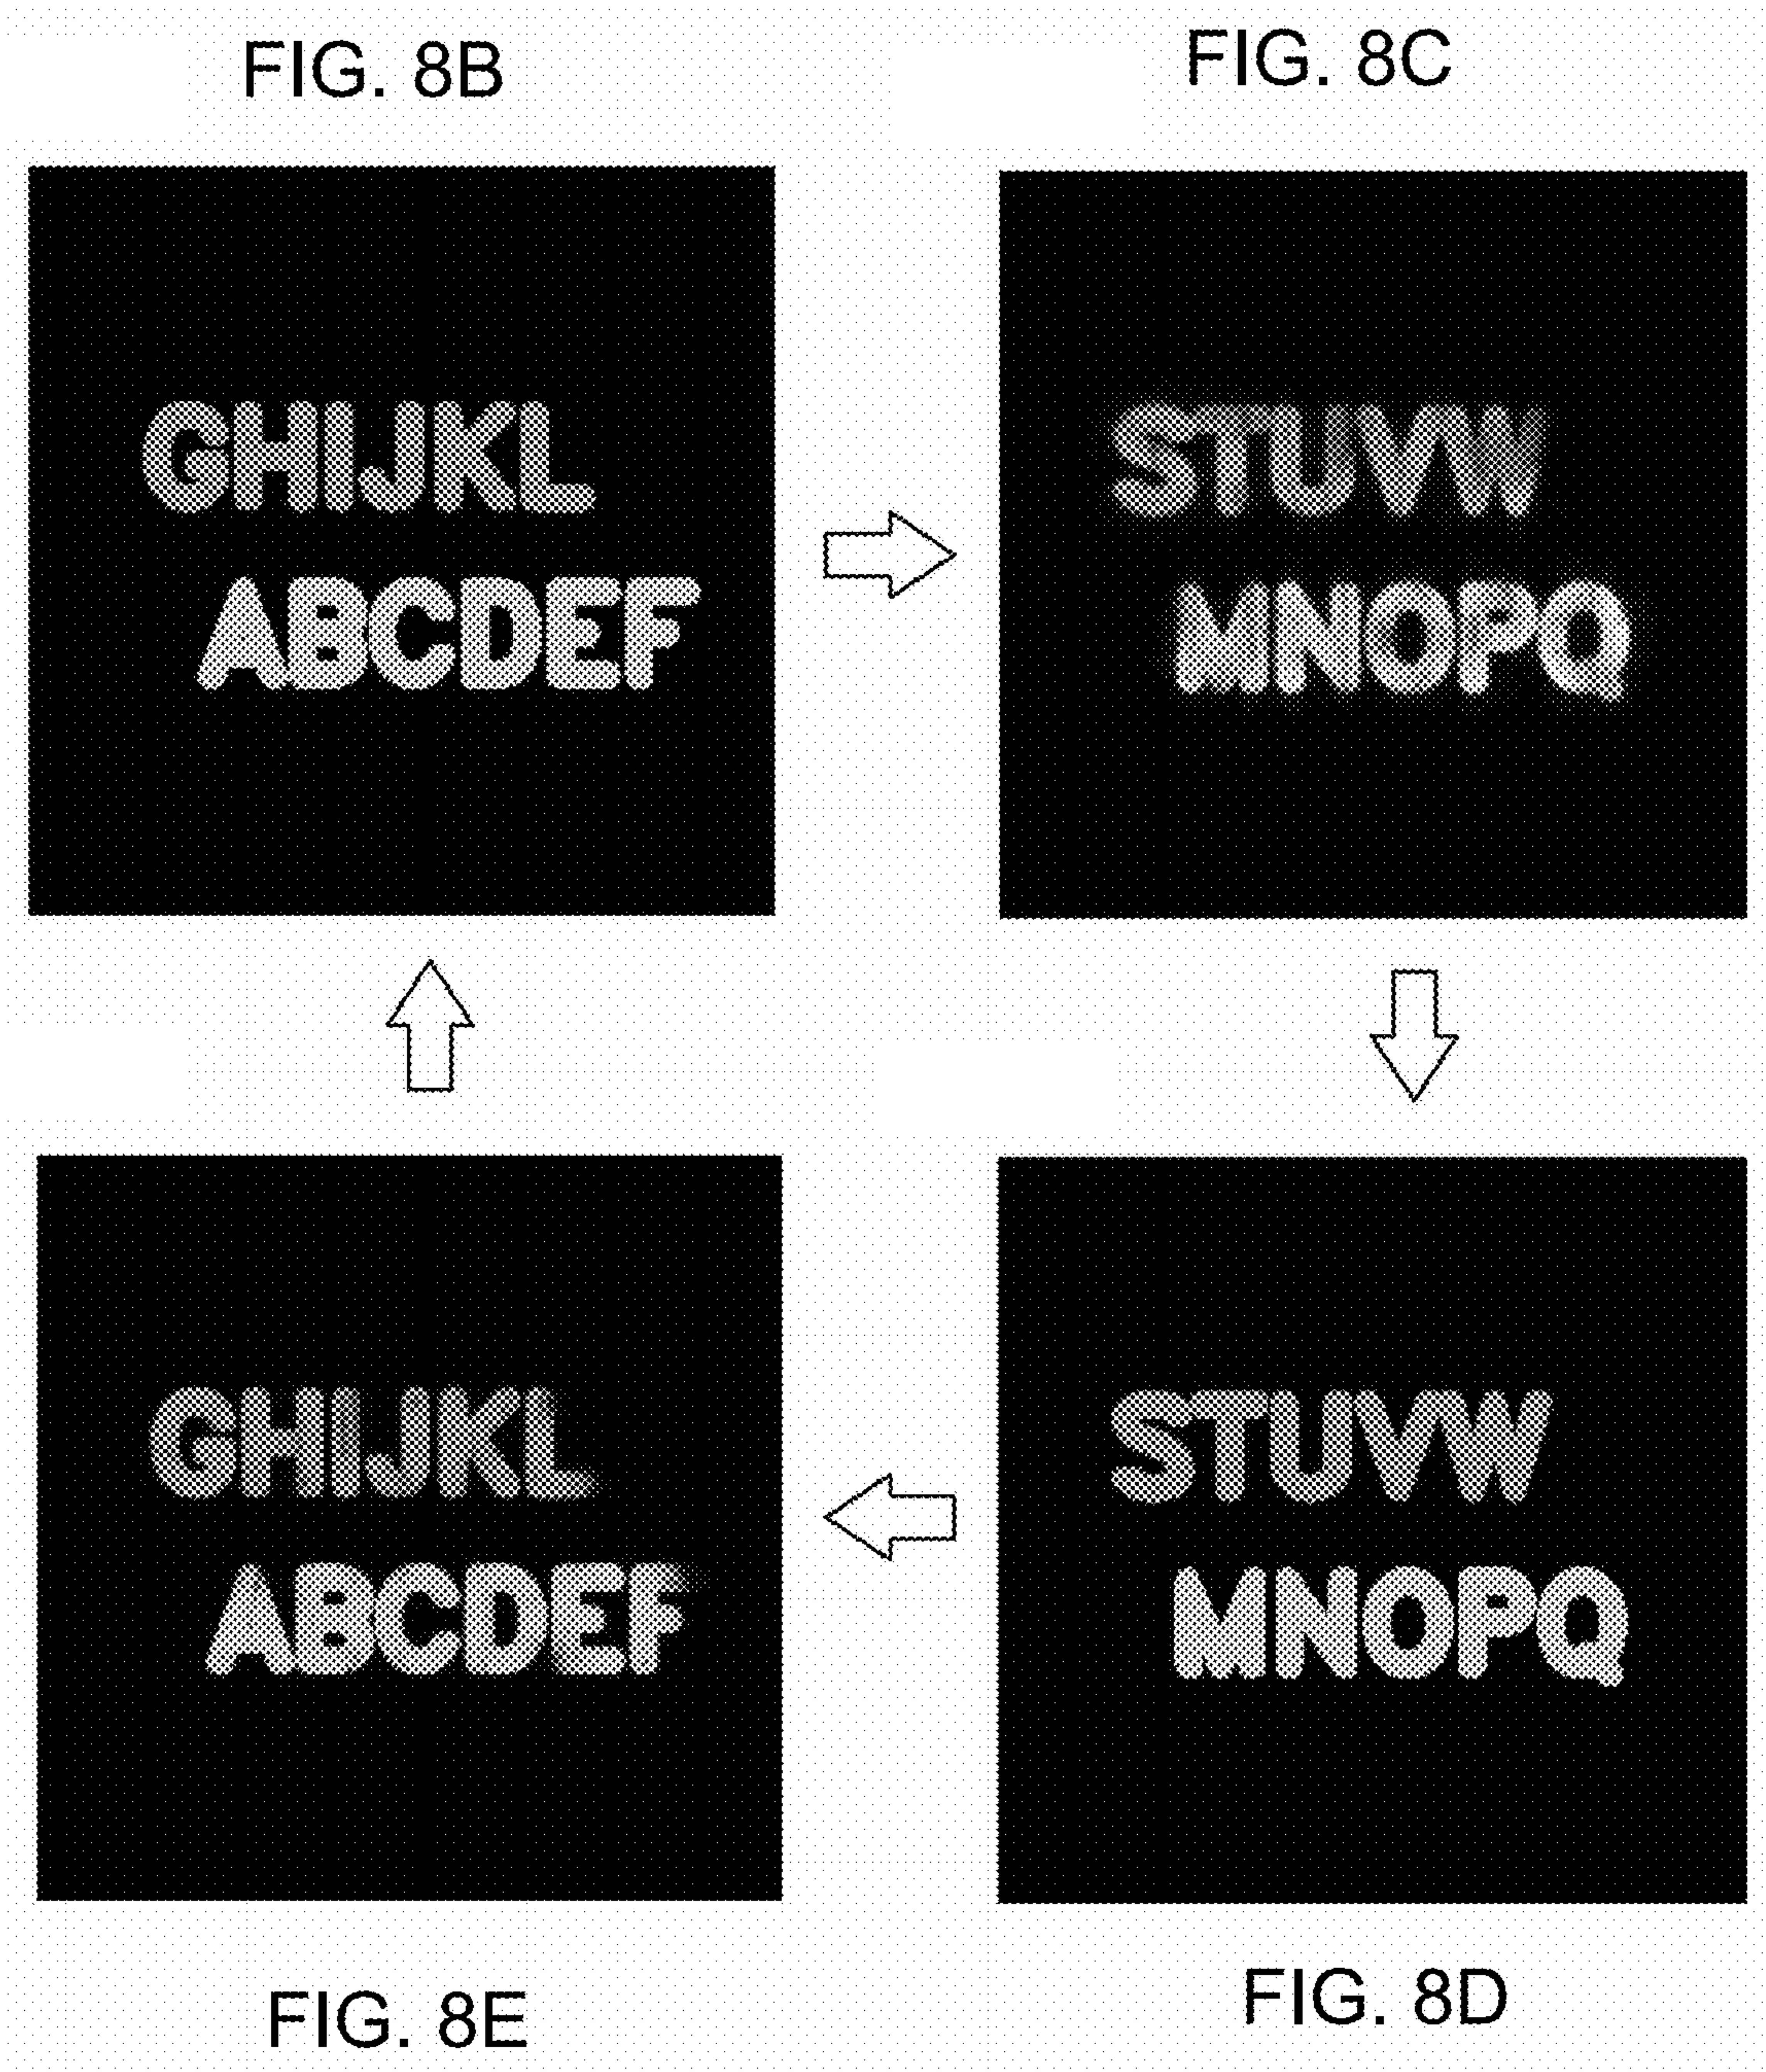 FIG. 8B
FIG. 8C
GHIJKL
ABCDEF
STUVW
MNOPQ
GHIJKL
ABCDEF
STUVW
MNOPQ
FIG. 8E
FIG. 8D